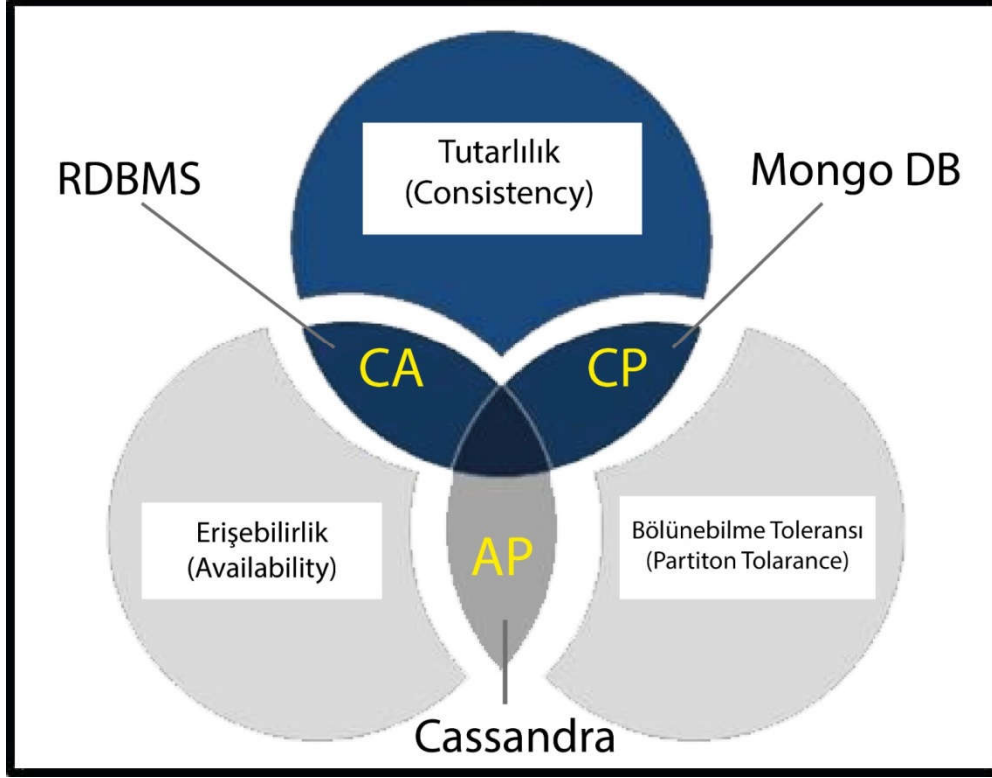 Tutarlılık
(Consistency)
RDBMS
Mongo DB
CA
CP
Erişebilirlik
(Availability)
AP
Bölünebilme Toleransı
(Partiton Tolarance)
Cassandra